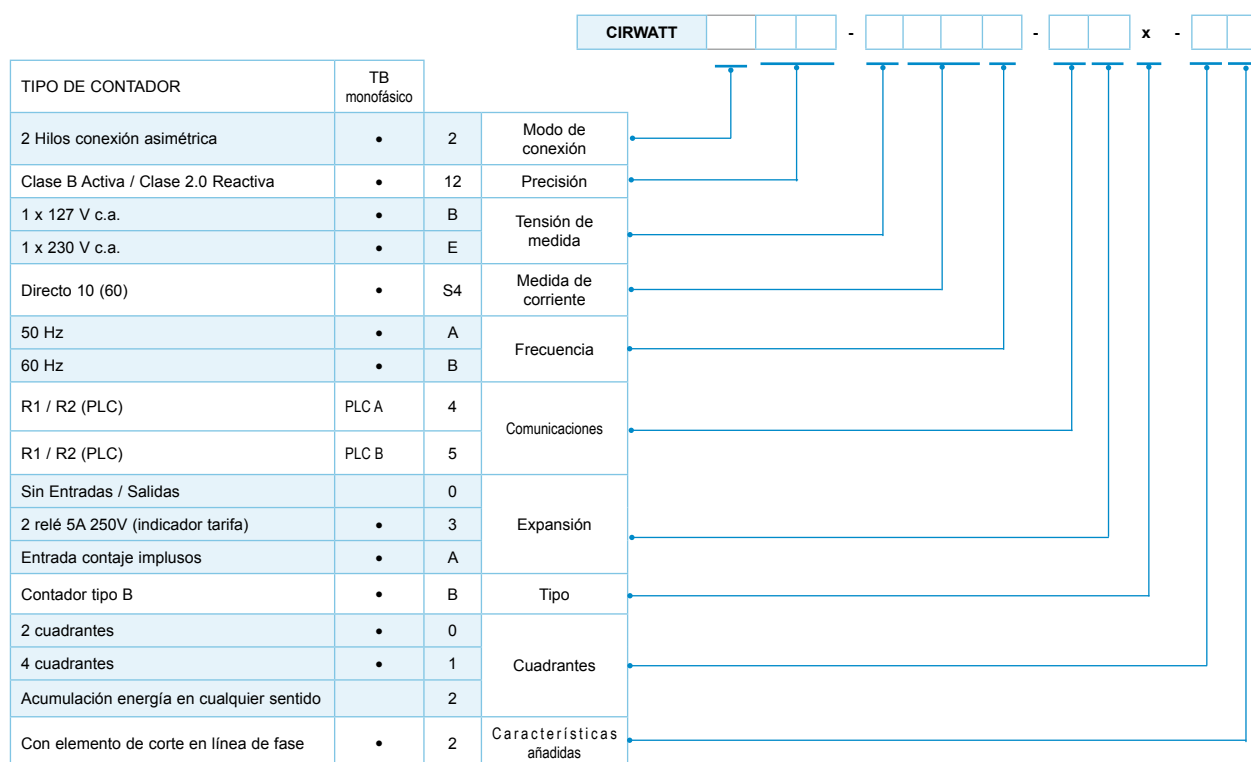 CIRWATT - - x -
TIPO DE CONTADOR
TB
monofásico
2 Hilos conexión asimétrica • 2
Modo de
conexión
Clase B Activa / Clase 2.0 Reactiva • 12 Precisión
1 x 127 V c.a. • B
1 x 230 V c.a. • E
Tensión de
medida
Directo 10 (60) • S4
Medida de
corriente
50 Hz • A
60 Hz • B
Frecuencia
R1 / R2 (PLC) PLC A 4
R1 / R2 (PLC) PLC B 5
Comunicaciones
Sin Entradas / Salidas 0
2 relé 5A 250V (indicador tarifa) • 3
Entrada contaje implusos • A
Expansión
Contador tipo B • B Tipo
2 cuadrantes • 0
4 cuadrantes • 1
Acumulación energía en cualquier sentido 2
Cuadrantes
Con elemento de corte en línea de fase • 2
Características
añadidas